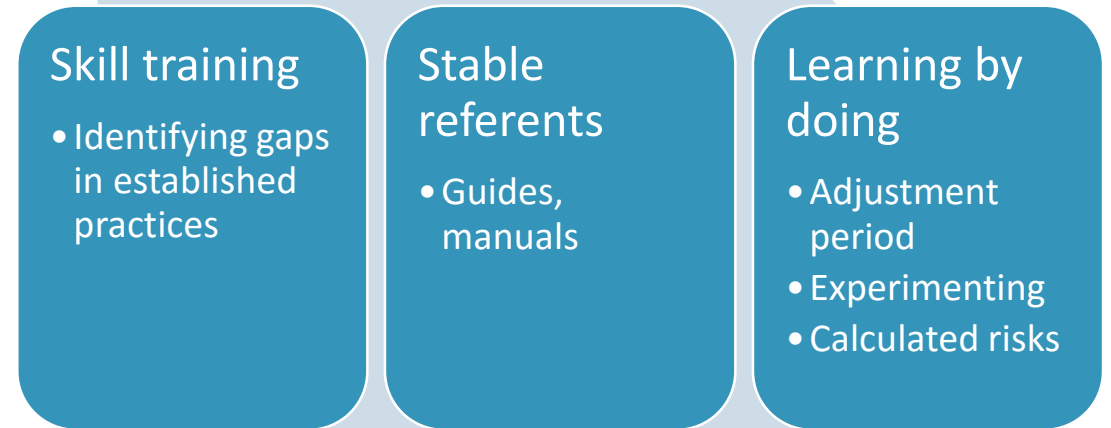 Skill training
• Identifying gaps
in established
practices
Stable
referents
• Guides,
manuals
Learning by
doing
• Adjustment
period
• Experimenting
• Calculated risks